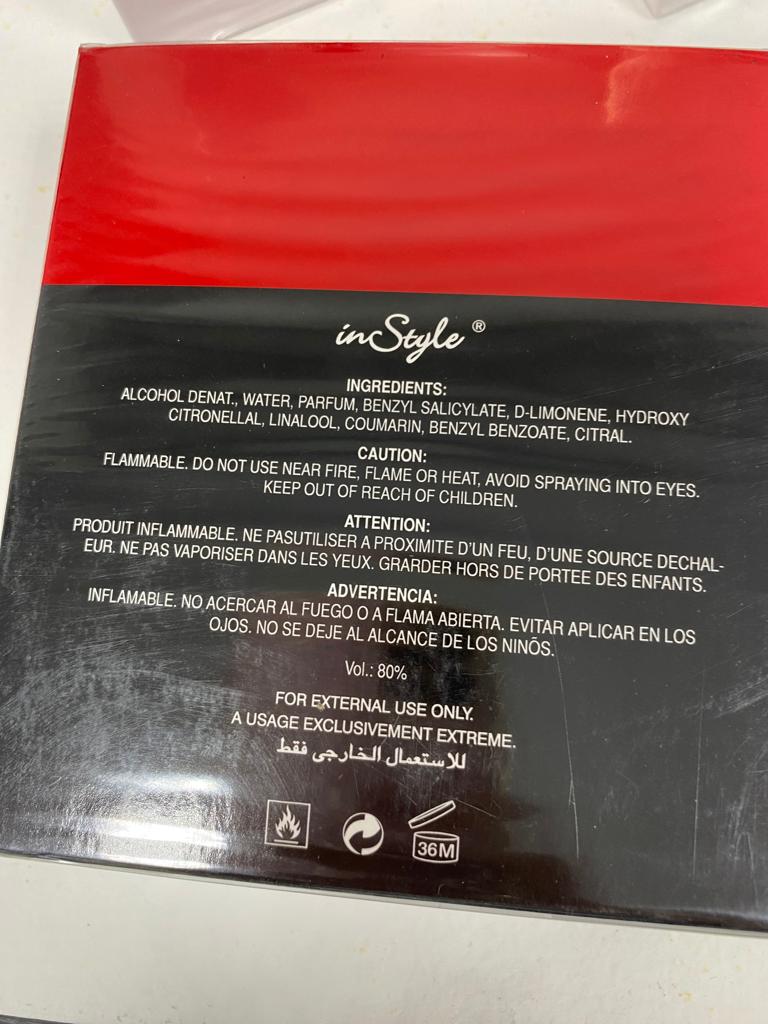 inStyle ®
INGREDIENTS:
ALCOHOL DENAT., WATER, PARFUM, BENZYL SALICYLATE, D-LIMONENE, HYDROXY
CITRONELLAL, LINALOOL, COUMARIN, BENZYL BENZOATE, CITRAL.
CAUTION:
FLAMMABLE. DO NOT USE NEAR FIRE, FLAME OR HEAT, AVOID SPRAYING INTO EYES.
KEEP OUT OF REACH OF CHILDREN.
ATTENTION:
PRODUIT INFLAMMABLE. NE PASUTILISER A PROXIMITE D'UN FEU, D'UNE SOURCE DECHAL-
EUR. NE PAS VAPORISER DANS LES YEUX. GRARDER HORS DE PORTEE DES ENFANTS.
ADVERTENCIA:
INFLAMABLE. NO ACERCAR AL FUEGO O A FLAMA ABIERTA. EVITAR APLICAR EN LOS
OJOS. NO SE DEJE AL ALCANCE DE LOS NINÕS.
Vol.: 80%
FOR EXTERNAL USE ONLY.
A USAGE EXCLUSIVEMENT EXTREME.
للاستعمال الخارجى فقط
36M